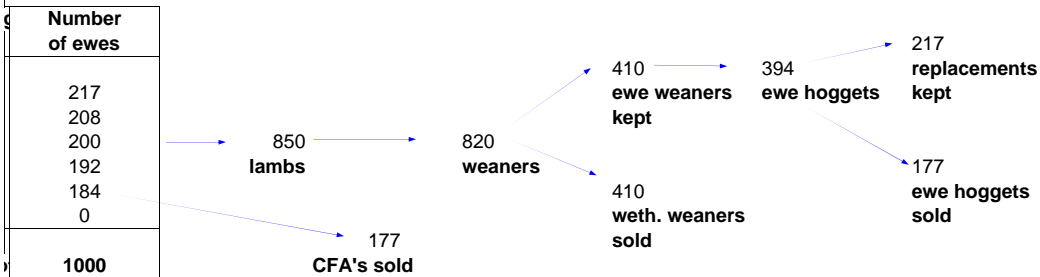 Number
of ewes
217
208
200
192
184
0
1000
850
lambs
820
weaners
177
CFA's sold
410
ewe weaners
kept
410
weth. weaners
sold
394
ewe hoggets
217
replacements
kept
177
ewe hoggets
sold